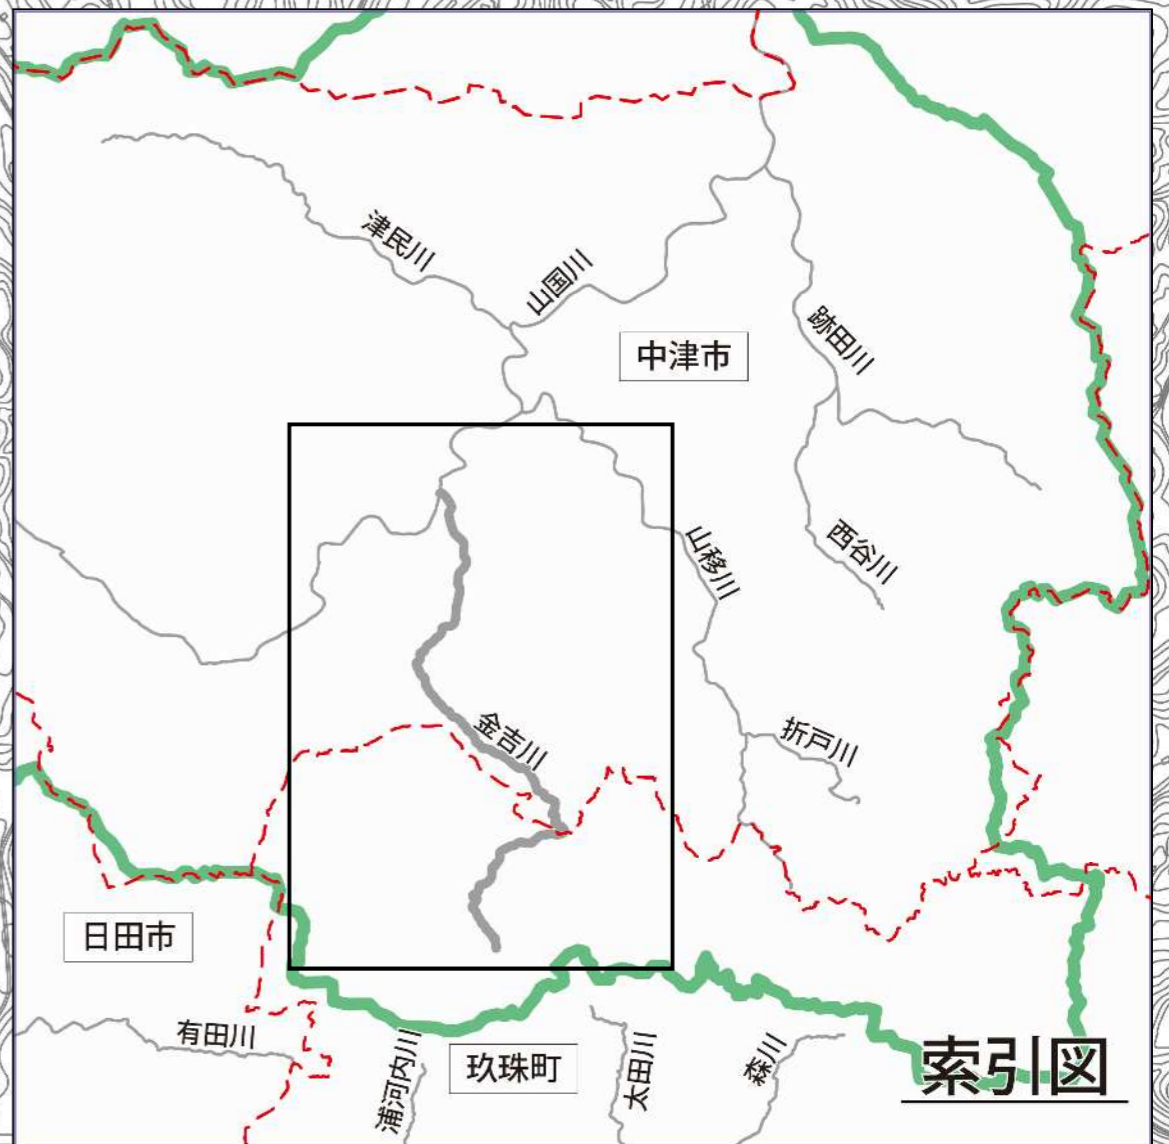 津民川
山国川
中津市
跡田川
西谷川
山移川
折戸川
金吉川
日田市
有田川
浦河内川
玖珠町
太田川
森川
索引図